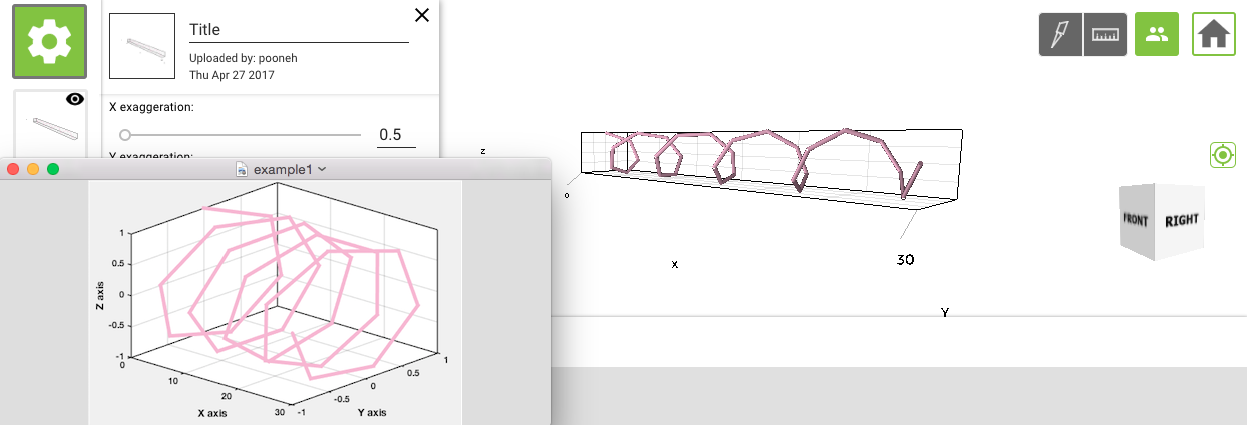 Title
Uploaded by: pooneh
Thu Apr 27 2017
X exaggeration:
0.5
Y exaggeration:
example1
1
0.5
0
-0.5
-1
Z axis
0
10
20
30
X axis
-1
-0.5
0
0.5
1
Y axis
z
0
x
30
Y
FRONT
RIGHT